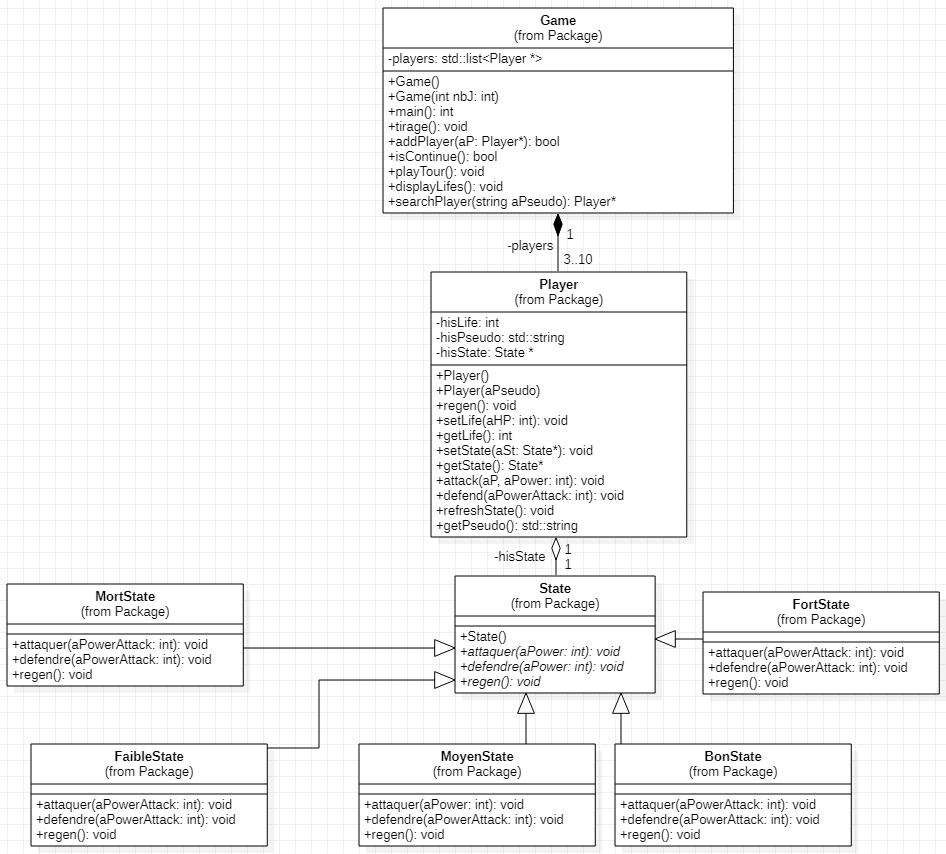 Game
(from Package)
-players: std::list<Player *>
+Game()
+Game(int nbJ: int)
+main(): int
+tirage(): void
+addPlayer(aP: Player*): bool
+isContinue(): bool
+playTour(): void
+displayLifes(): void
+searchPlayer(string aPseudo): Player*
1
-players
3..10
Player
(from Package)
-hisLife: int
-hisPseudo: std::string
-hisState: State *
+Player()
+Player(aPseudo)
+regen(): void
+setLife(aHP: int): void
+getLife(): int
+setState(aSt: State*): void
+getState(): State*
+attack(aP, aPower: int): void
+defend(aPowerAttack: int): void
+refreshState(): void
+getPseudo(): std::string
1
-hisState
1
MortState
(from Package)
+attaquer(aPowerAttack: int): void
+defendre(aPowerAttack: int): void
+regen(): void
State
(from Package)
+State()
+attaquer(aPower: int): void
+defendre(aPower: int): void
+regen(): void
FortState
(from Package)
+attaquer(aPowerAttack: int): void
+defendre(aPowerAttack: int): void
+regen(): void
FaibleState
(from Package)
+attaquer(aPowerAttack: int): void
+defendre(aPowerAttack: int): void
+regen(): void
MoyenState
(from Package)
+attaquer(aPower: int): void
+defendre(aPowerAttack: int): void
+regen(): void
BonState
(from Package)
+attaquer(aPowerAttack: int): void
+defendre(aPowerAttack: int): void
+regen(): void